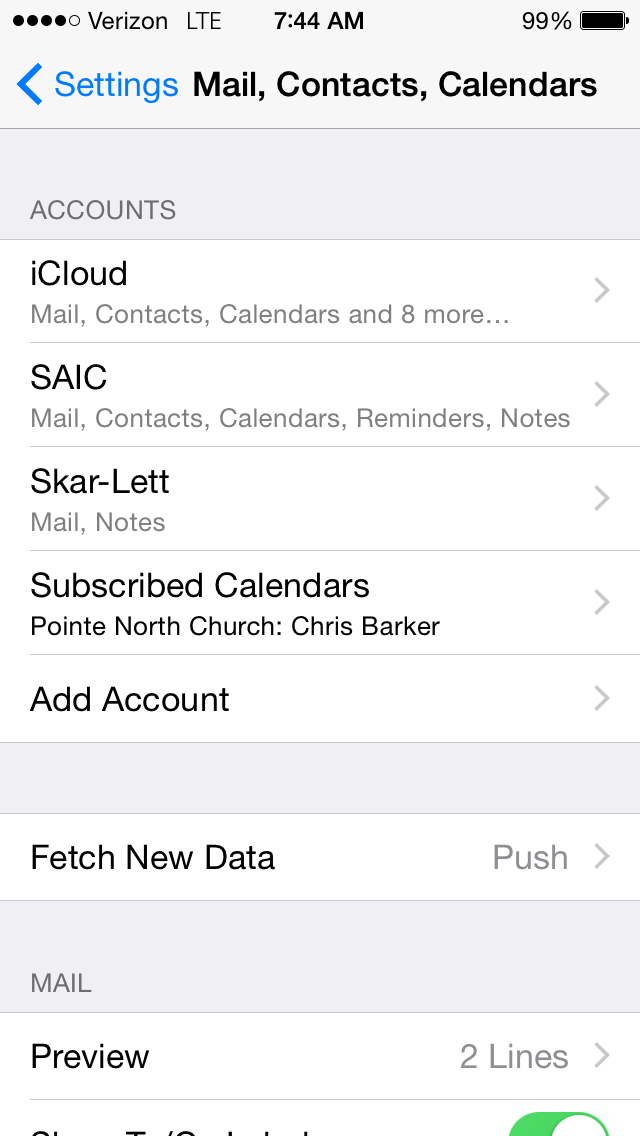 Verizon LTE 7:44 AM 99%
Settings Mail, Contacts, Calendars
ACCOUNTS
iCloud
Mail, Contacts, Calendars and 8 more...
SAIC
Mail, Contacts, Calendars, Reminders, Notes
Skar-Lett
Mail, Notes
Subscribed Calendars
Pointe North Church: Chris Barker
Add Account
Fetch New Data Push
MAIL
Preview 2 Lines